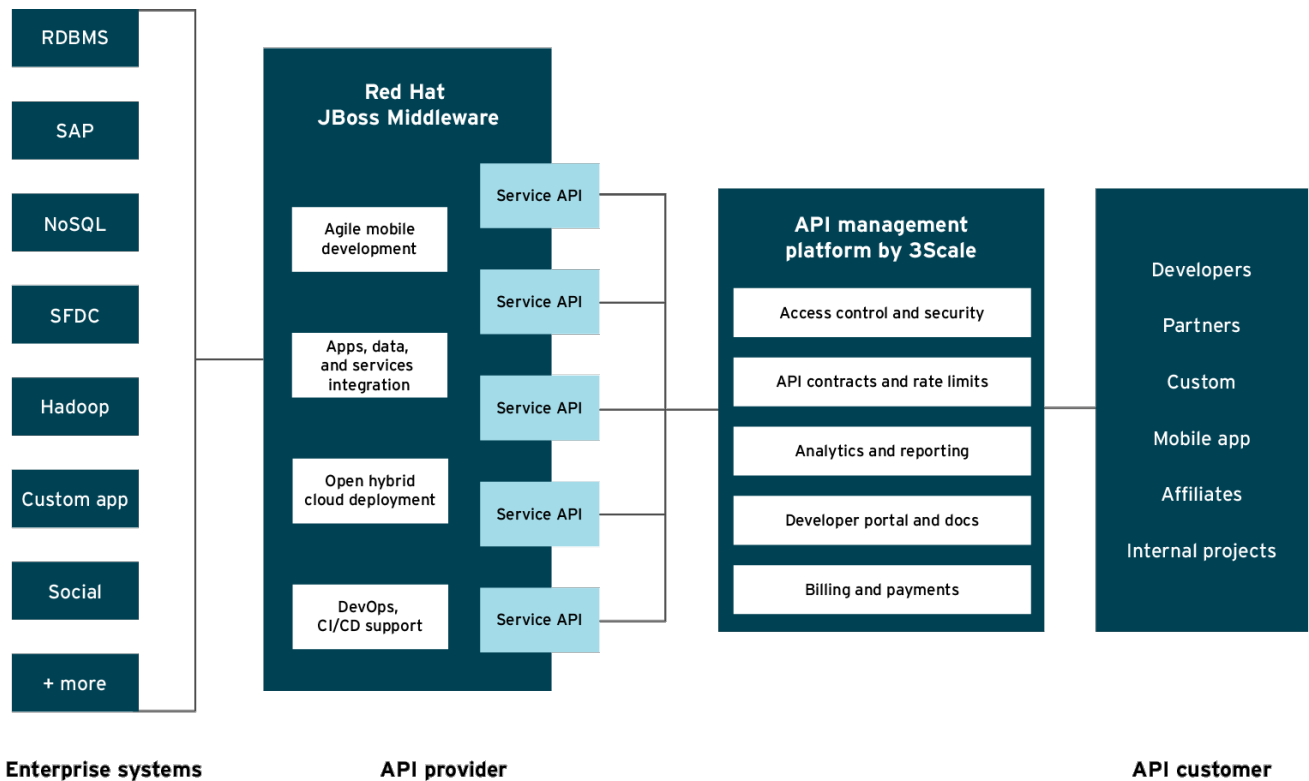 RDBMS
SAP
NoSQL
SFDC
Hadoop
Custom app
Social
+ more
Enterprise systems
Red Hat
JBoss Middleware
Agile mobile
development
Apps, data,
and services
integration
Open hybrid
cloud deployment
DevOps,
CI/CD support
Service API
Service API
Service API
Service API
Service API
API provider
API management
platform by 3Scale
Access control and security
API contracts and rate limits
Analytics and reporting
Developer portal and docs
Billing and payments
Developers
Partners
Custom
Mobile app
Affiliates
Internal projects
API customer